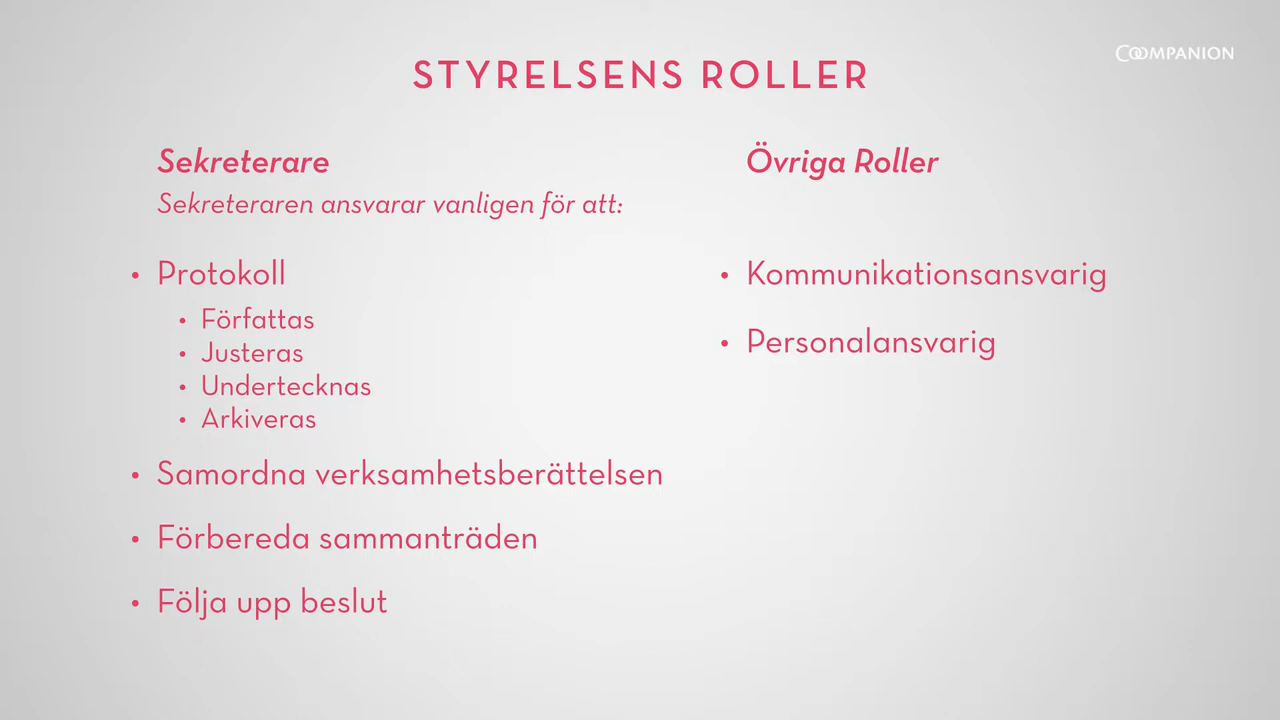 COOMPANION
STYRELSENS ROLLER
Sekreterare
Sekreteraren ansvarar vanligen för att:
• Protokoll
• Författas
• Justeras
• Undertecknas
• Arkiveras
• Samordna verksamhetsberättelsen
• Förbereda sammanträden
• Följa upp beslut
Övriga Roller
• Kommunikationsansvarig
• Personalansvarig